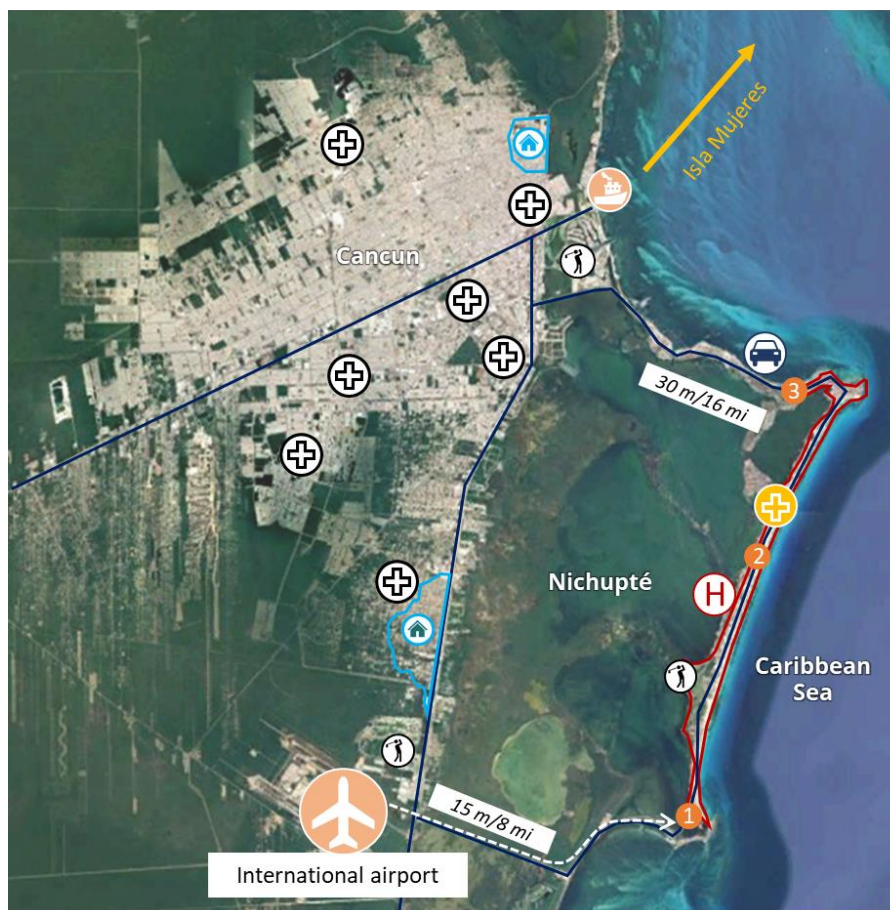 Isla Mujeres
Cancun
30 m/16 mi
3
2
Nichupté
H
Caribbean
Sea
15 m/8 mi
1
International airport